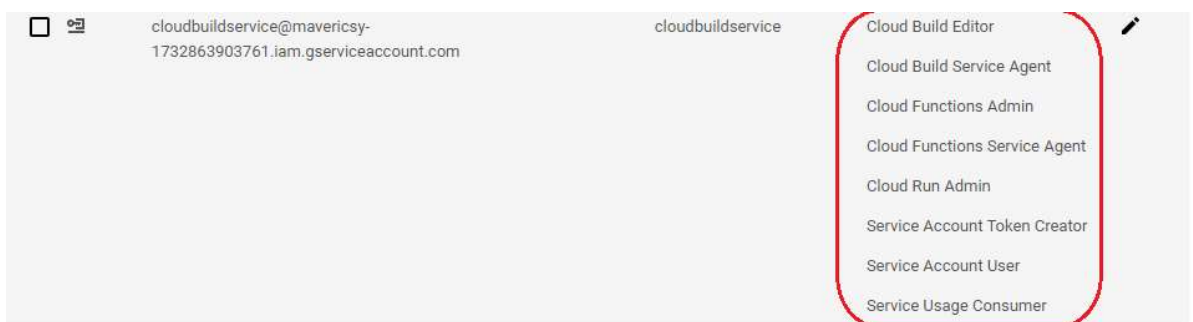 cloudbuildservice@mavericsy-
1732863903761.iam.gserviceaccount.com
cloudbuildservice
Cloud Build Editor
Cloud Build Service Agent
Cloud Functions Admin
Cloud Functions Service Agent
Cloud Run Admin
Service Account Token Creator
Service Account User
Service Usage Consumer